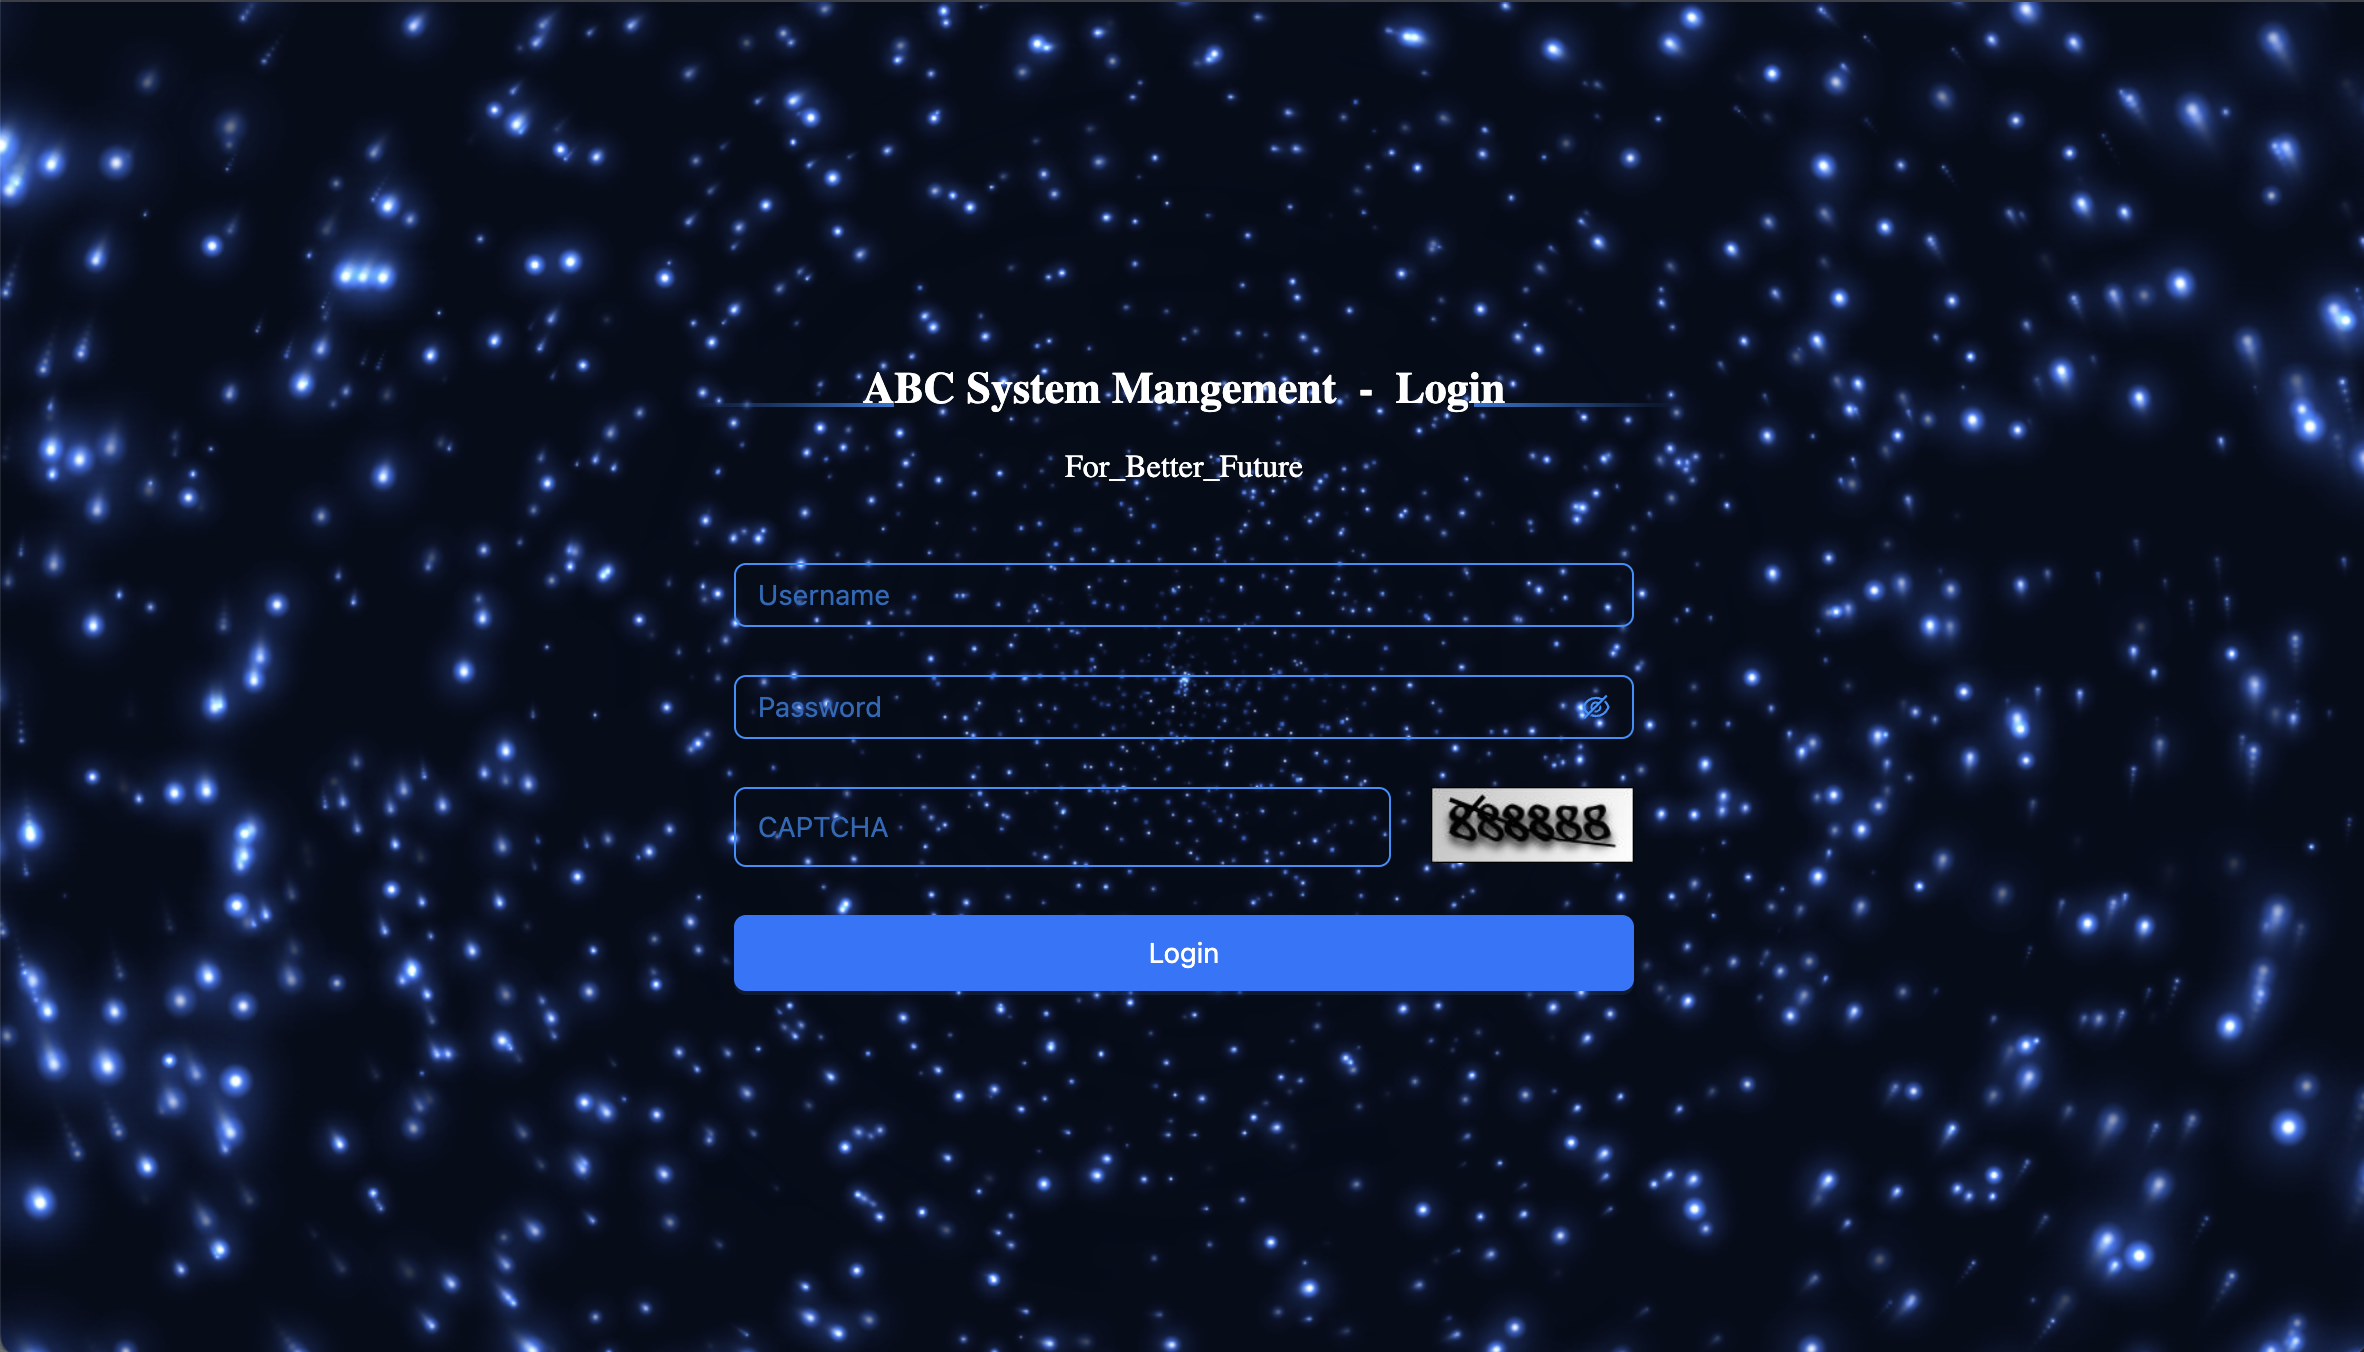 ABC System Mangement - Login
For_Better_Future
Username
Password
CAPTCHA
888888
Login